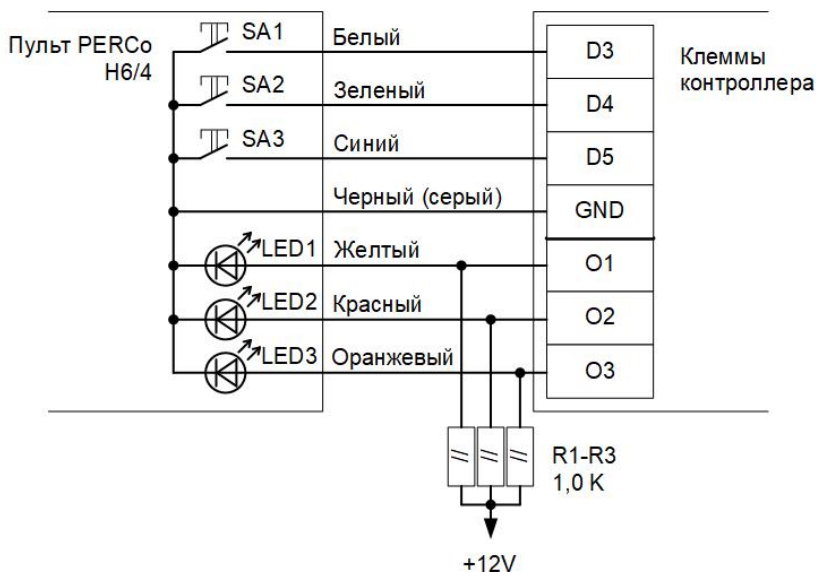 Пульт PERCo
H6/4
SA1
Белый
D3
Клеммы
контроллера
SA2
Зеленый
D4
SA3
Синий
D5
Черный (серый)
GND
LED1
Желтый
O1
LED2
Красный
O2
LED3
Оранжевый
O3
R1-R3
1,0 K
+12V